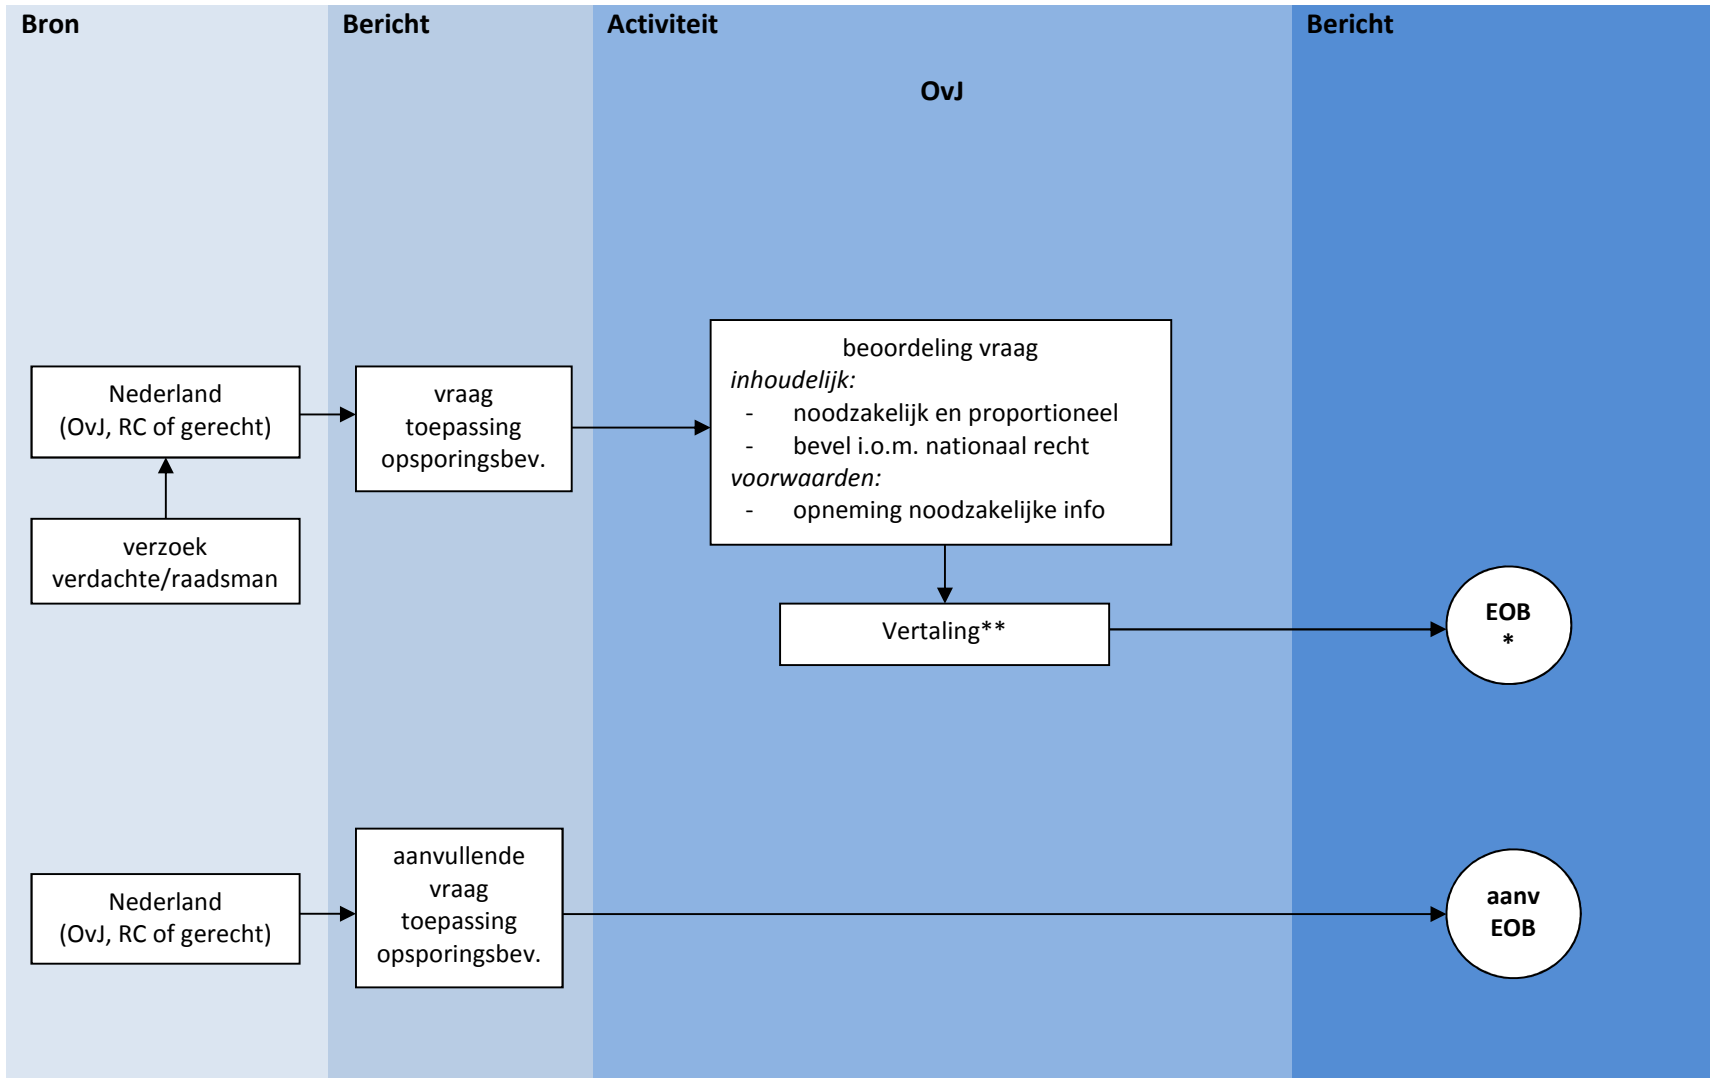 Bron
Bericht
Activiteit
Bericht
OvJ
Nederland
(OvJ, RC of gerecht)
verzoek
verdachte/raadsman
vraag
toepassing
opsporingsbev.
beoordeling vraag
inhoudelijk:
- noodzakelijk en proportioneel
- bevel i.o.m. nationaal recht
voorwaarden:
- opneming noodzakelijke info
Vertaling**
EOB
*
Nederland
(OvJ, RC of gerecht)
aanvullende
vraag
toepassing
opsporingsbev.
aanv
EOB